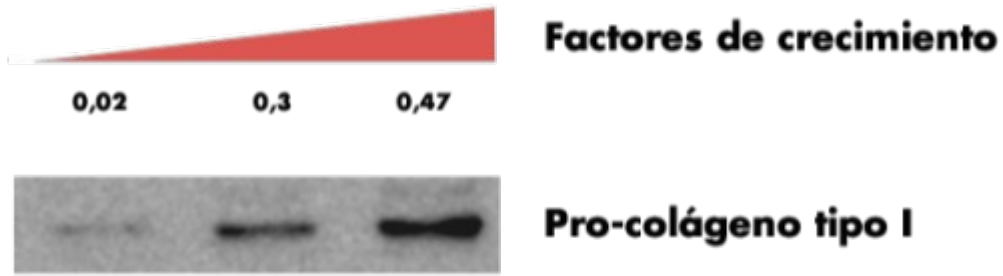 Factores de crecimiento
0,02 0,3 0,47
Pro-colágeno tipo I